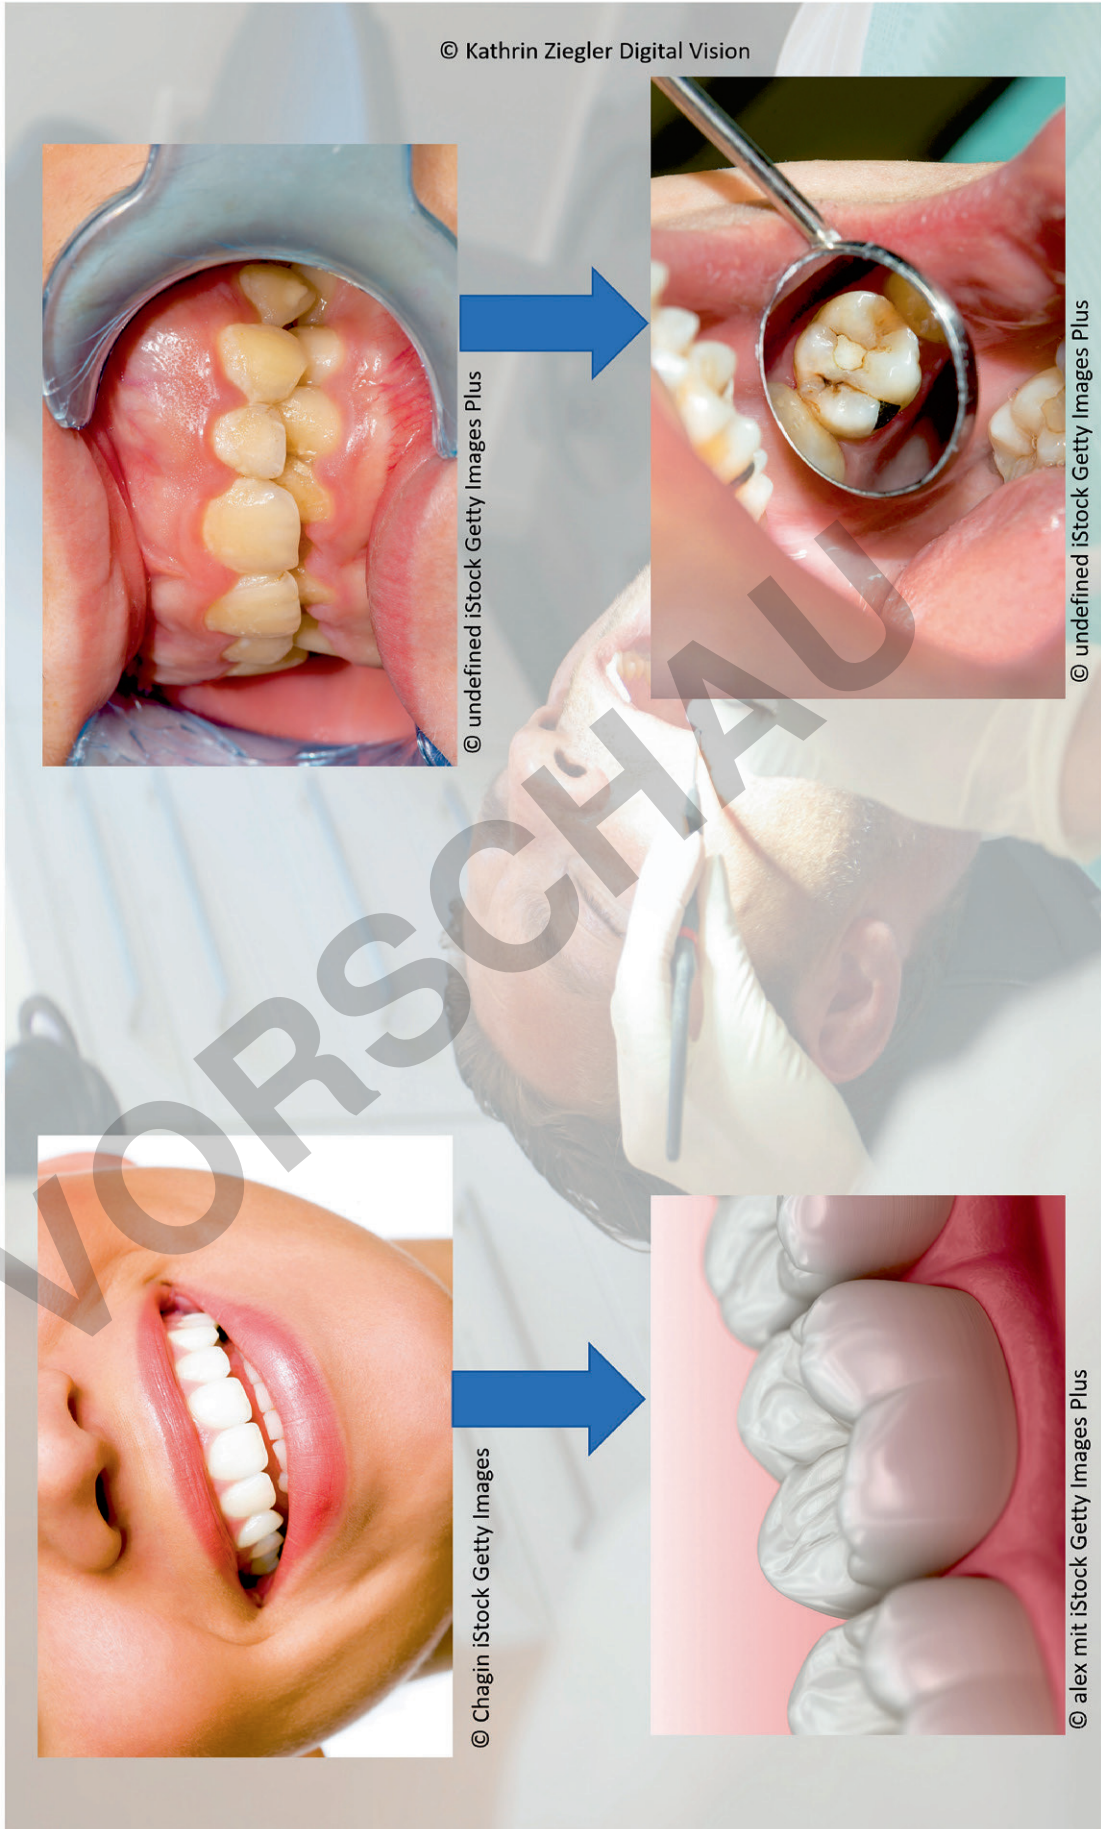 © Kathrin Ziegler Digital Vision
© undefined iStock Getty Images Plus
© undefined iStock Getty Images Plus
VORSCHAU
© Chagin iStock Getty Images
© alex mit iStock Getty Images Plus